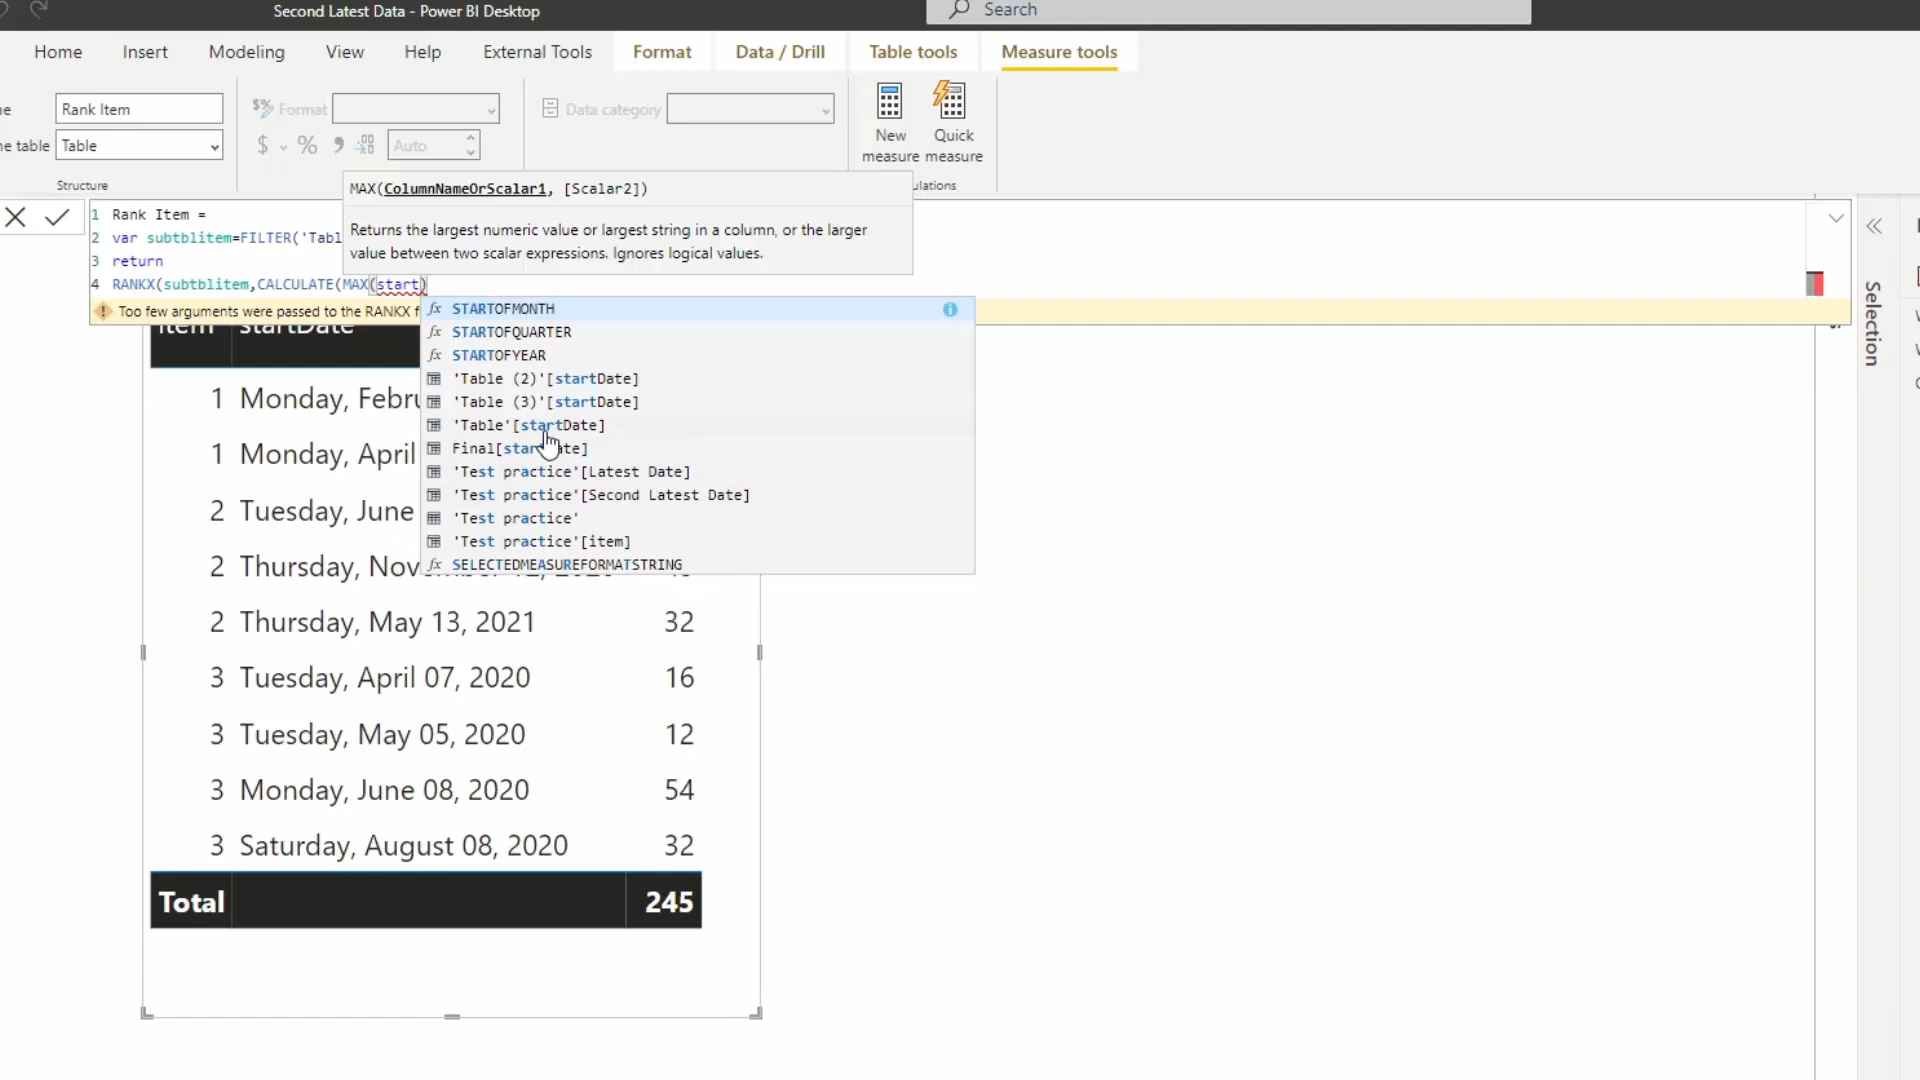 Second Latest Data - Power BI Desktop
Search
Home Insert Modeling View Help External Tools Format Data / Drill Table tools Measure tools
Rank Item
Format
Data category
Table
$ % Auto
New measure
Quick measure
Structure
MAX(ColumnNameOrScalar1, [Scalar2])
Returns the largest numeric value or largest string in a column, or the larger
value between two scalar expressions. Ignores logical values.
1 Rank Item =
2 var subtblitem=FILTER('Tabl
3 return
4 RANKX(subtblitem,CALCULATE(MAX(start)
Too few arguments were passed to the RANKX f
STARTOFMONTH
STARTOFQUARTER
STARTOFYEAR
'Table (2)'[startDate]
'Table (3)'[startDate]
'Table'[startDate]
Final[startDate]
'Test practice'[Latest Date]
'Test practice'[Second Latest Date]
'Test practice'
'Test practice'[item]
SELECTEDMEASUREFORMATSTRING
Selection
item startDate
1 Monday, Febru
1 Monday, April
2 Tuesday, June
2 Thursday, Nov
2 Thursday, May 13, 2021 32
3 Tuesday, April 07, 2020 16
3 Tuesday, May 05, 2020 12
3 Monday, June 08, 2020 54
3 Saturday, August 08, 2020 32
Total 245